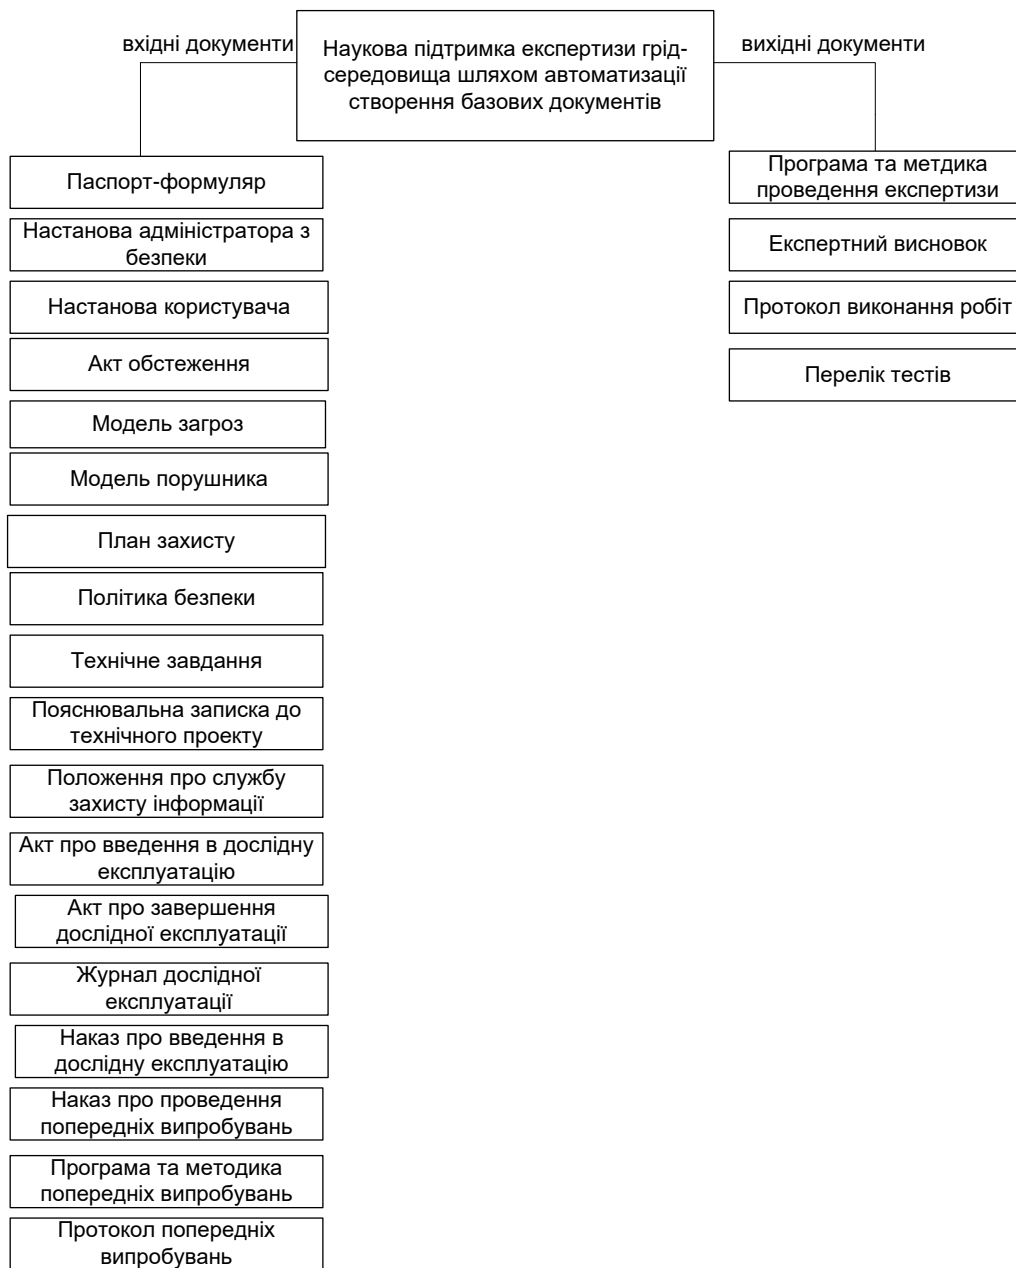 вхідні документи
Наукова підтримка експертизи грід-
середовища шляхом автоматизації
створення базових документів
вихідні документи
Паспорт-формуляр
Настанова адміністратора з
безпеки
Настанова користувача
Акт обстеження
Модель загроз
Модель порушника
План захисту
Політика безпеки
Технічне завдання
Пояснювальна записка до
технічного проекту
Положення про службу
захисту інформації
Акт про введення в дослідну
експлуатацію
Акт про завершення
дослідної експлуатації
Журнал дослідної
експлуатації
Наказ про введення в
дослідну експлуатацію
Наказ про проведення
попередніх випробувань
Програма та методика
попередніх випробувань
Протокол попередніх
випробувань
Програма та метдика
проведення експертизи
Експертний висновок
Протокол виконання робіт
Перелік тестів